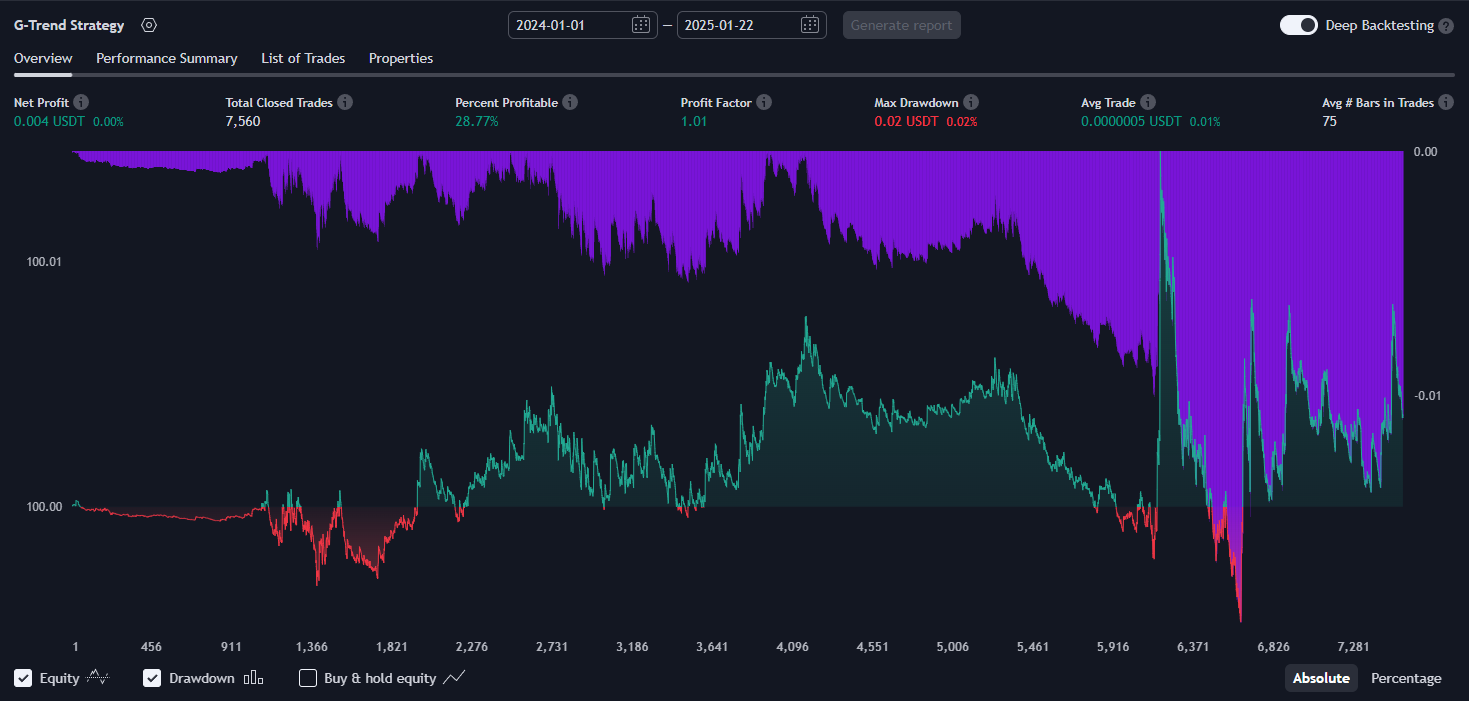 G-Trend Strategy 2024-01-01 — 2025-01-22 Generate report Deep Backtesting ?
Overview Performance Summary List of Trades Properties
Net Profit i Total Closed Trades i Percent Profitable i Profit Factor i Max Drawdown i Avg Trade i Avg # Bars in Trades i
0.004 USDT 0.00% 7,560 28.77% 1.01 0.02 USDT 0.02% 0.0000005 USDT 0.01% 75
0.00
100.01
-0.01
100.00
1 456 911 1,366 1,821 2,276 2,731 3,186 3,641 4,096 4,551 5,006 5,461 5,916 6,371 6,826 7,281
Equity Drawdown Buy & hold equity Absolute Percentage